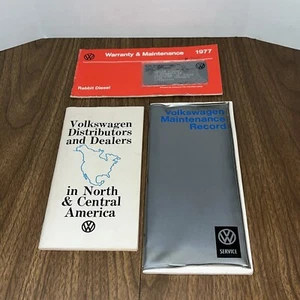 Warranty & Maintenance 1977
Rabbit Diesel
Volkswagen
Distributors
and Dealers
in North
& Central
America
Volkswagen
Maintenance
Record
SERVICE